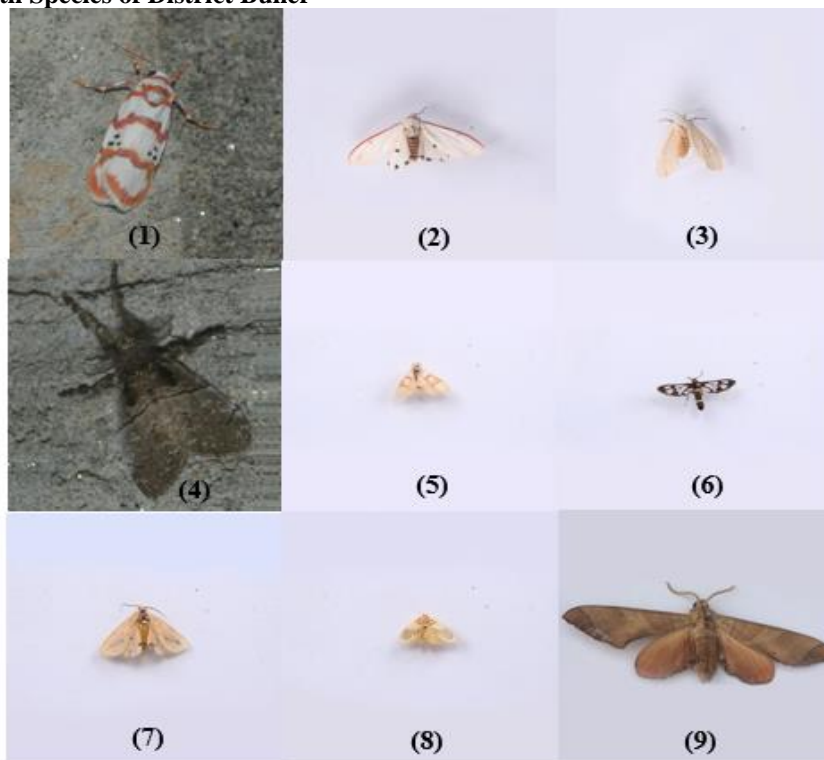 th Species of District Buner
(1) (2) (3)
(4) (5) (6)
(7) (8) (9)